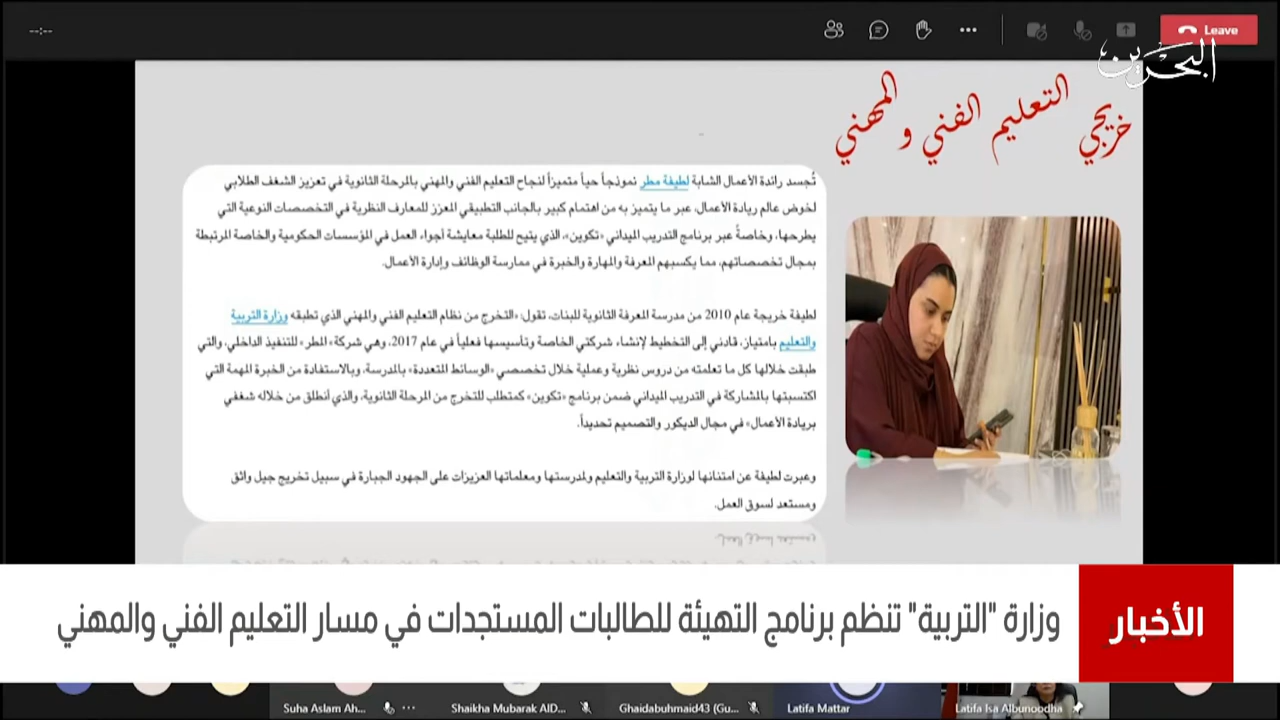 --:--
Leave
البحرين
خريجي التعليم الفني و المهني
تُجسد رائدة الأعمال الشابة لطيفة مطر نموذجاً حياً متميزاً لنجاح التعليم الفني والمهني بالمرحلة الثانوية في تعزيز الشغف الطلابي
لخوض عالم ريادة الأعمال، عبر ما يتميز به من اهتمام كبير بالجانب التطبيقي المعزز للمعارف النظرية في التخصصات النوعية التي
يطرحها، وخاصةً عبر برنامج التدريب الميداني «تكوين»، الذي يتيح للطلبة معايشة أجواء العمل في المؤسسات الحكومية والخاصة المرتبطة
بمجال تخصصاتهم، مما يكسبهم المعرفة والمهارة والخبرة في ممارسة الوظائف وإدارة الأعمال.
لطيفة خريجة عام 2010 من مدرسة المعرفة الثانوية للبنات، تقول: «التخرج من نظام التعليم الفني والمهني الذي تطبقه وزارة التربية
والتعليم بامتياز، قادني إلى التخطيط لإنشاء شركتي الخاصة وتأسيسها فعلياً في عام 2017، وهي شركة «المطر» للتنفيذ الداخلي، والتي
طبقت خلالها كل ما تعلمته من دروس نظرية وعملية خلال تخصصي «الوسائط المتعددة» بالمدرسة، وبالاستفادة من الخبرة المهمة التي
اكتسبتها بالمشاركة في التدريب الميداني ضمن برنامج «تكوين» كمتطلب للتخرج من المرحلة الثانوية، والذي أنطلق من خلاله شغفي
بريادة الأعمال» في مجال الديكور والتصميم تحديداً.
وعبرت لطيفة عن امتنانها لوزارة التربية والتعليم ولمدرستها ومعلماتها العزيزات على الجهود الجبارة في سبيل تخريج جيل واثق
ومستعد لسوق العمل.
الأخبار
وزارة "التربية" تنظم برنامج التهيئة للطالبات المستجدات في مسار التعليم الفني والمهني
Suha Aslam Ah...
Shaikha Mubarak AlD...
Ghaidabuhmaid43 (Gu...
Latifa Mattar
Latifa Isa Albunoodha